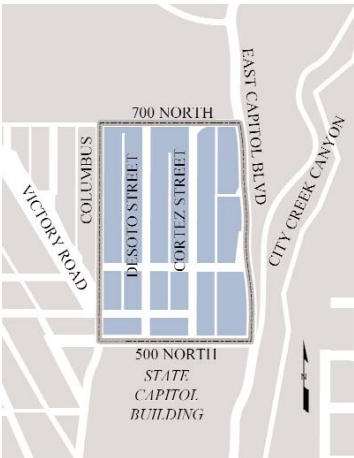 700 NORTH
EAST CAPITOL BLVD
CITY CREEK CANYON
COLUMBUS
VICTORY ROAD
DESOTO STREET
CORTEZ STREET
500 NORTH
STATE
CAPITOL
BUILDING
N